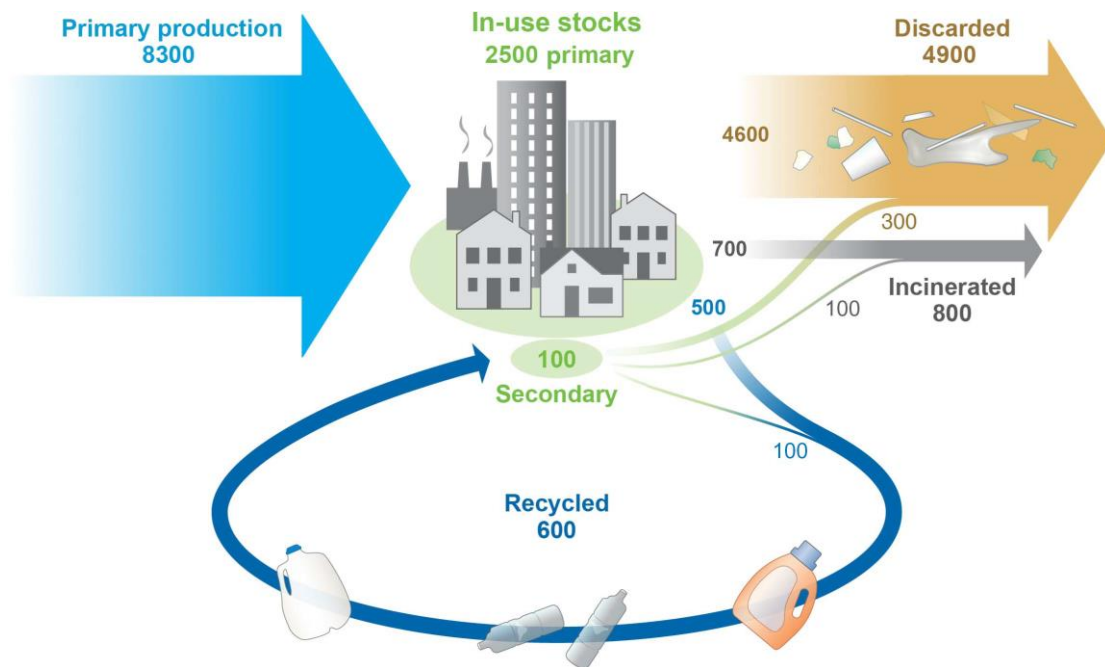 Primary production
8300
In-use stocks
2500 primary
Discarded
4900
4600
300
700
Incinerated
800
500
100
100
Secondary
100
Recycled
600